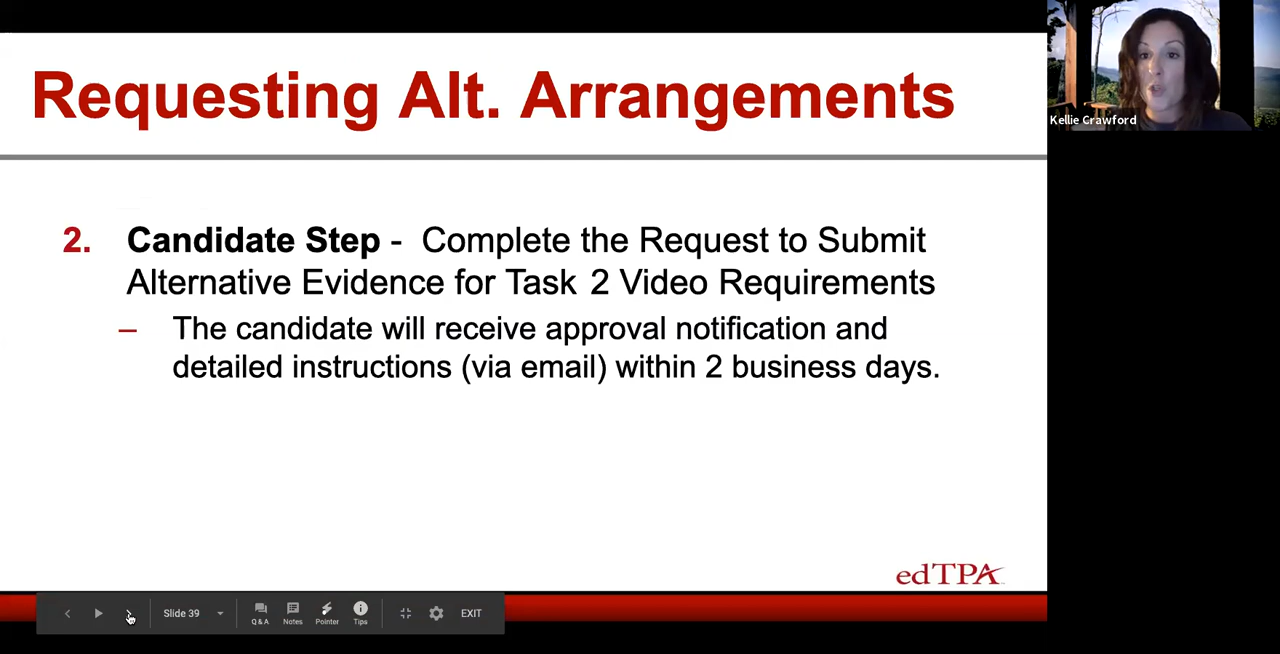 Requesting Alt. Arrangements
Kellie Crawford
2. Candidate Step - Complete the Request to Submit
Alternative Evidence for Task 2 Video Requirements
– The candidate will receive approval notification and
detailed instructions (via email) within 2 business days.
edTPA
Slide 39
Q & A
Notes
Pointer
Tips
EXIT